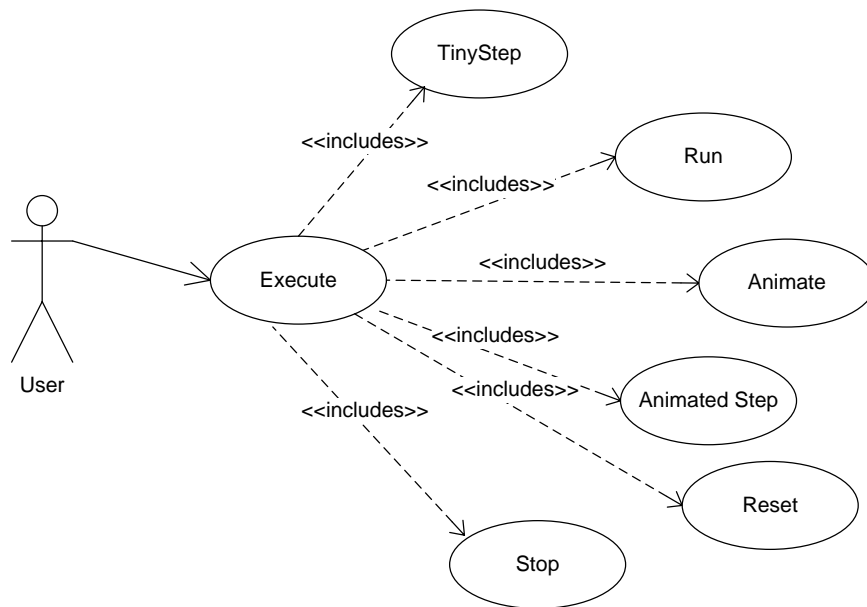 TinyStep
<<includes>>
Run
<<includes>>
Execute
<<includes>>
Animate
<<includes>>
User
Animated Step
<<includes>>
<<includes>>
Reset
Stop